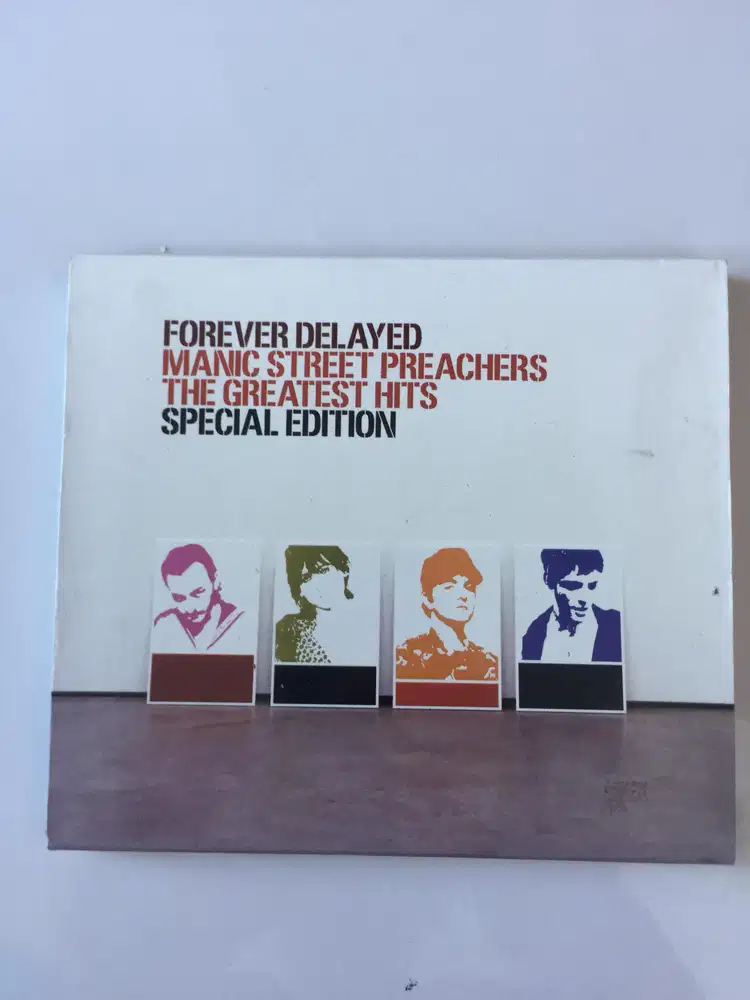 FOREVER DELAYED
MANIC STREET PREACHERS
THE GREATEST HITS
SPECIAL EDITION